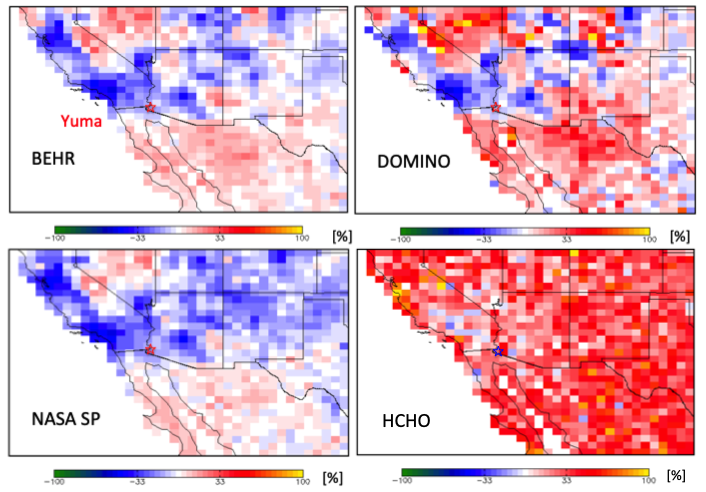 Yuma
BEHR
DOMINO
-100 -33 33 100 [%]
-100 -33 33 100 [%]
NASA SP
HCHO
-100 -33 33 100 [%]
-100 -33 33 100 [%]